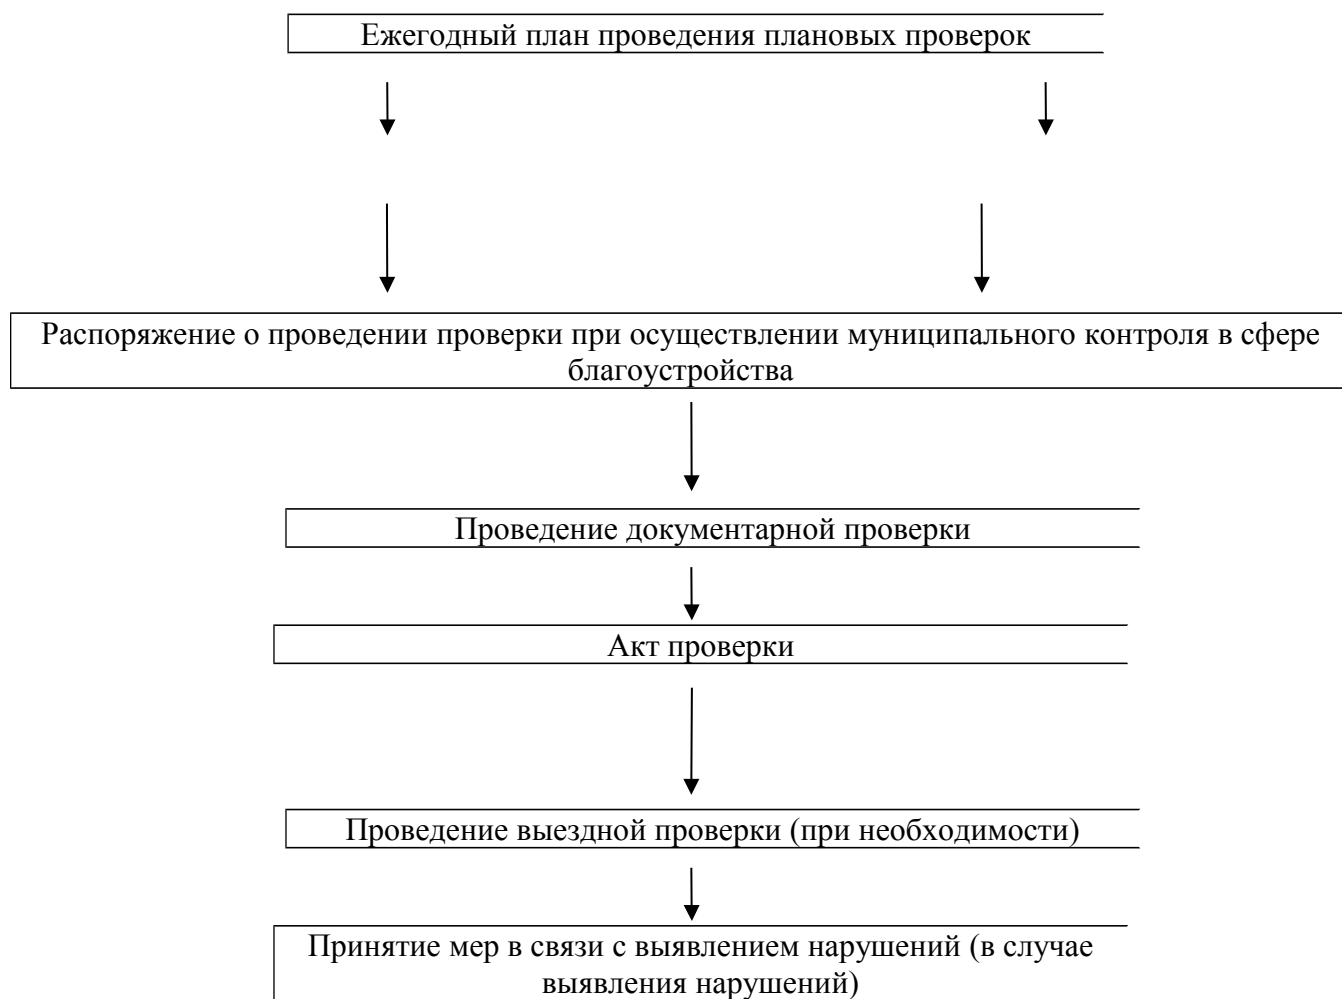 Ежегодный план проведения плановых проверок
Распоряжение о проведении проверки при осуществлении муниципального контроля в сфере
благоустройства
Проведение документарной проверки
Акт проверки
Проведение выездной проверки (при необходимости)
Принятие мер в связи с выявлением нарушений (в случае
выявления нарушений)